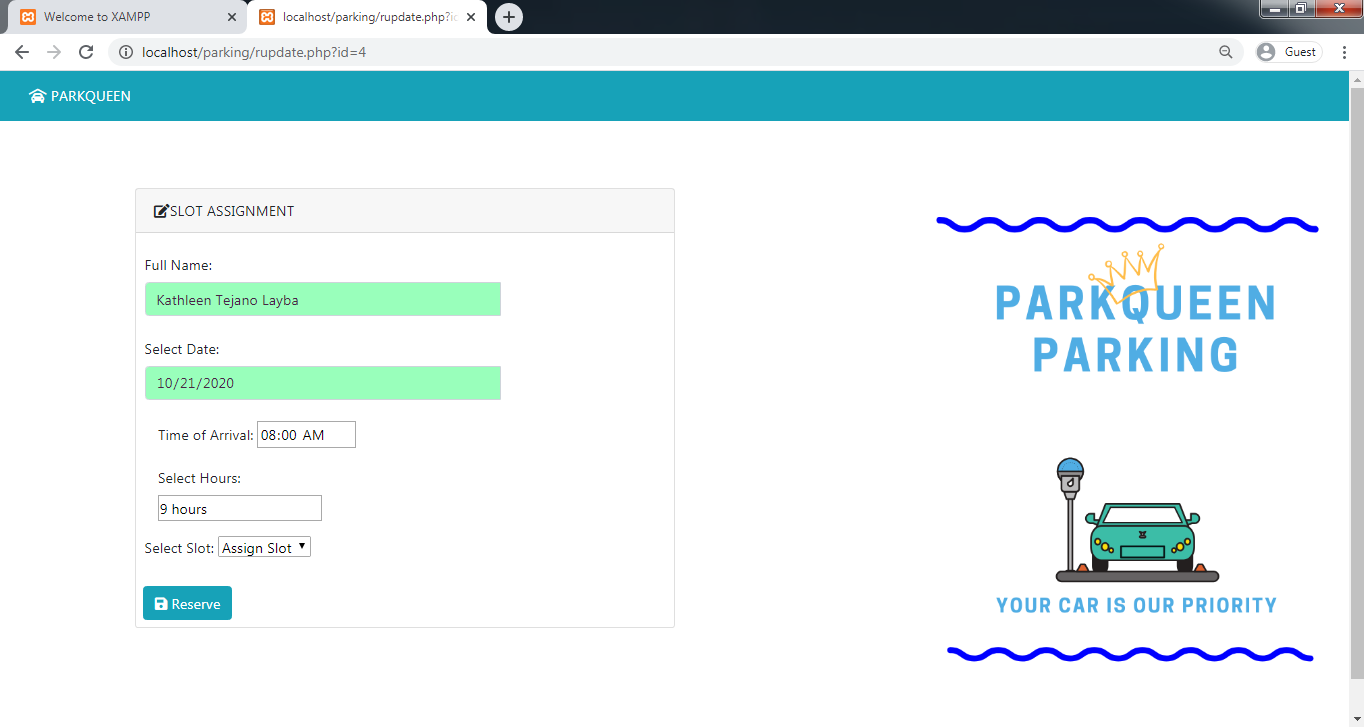 Welcome to XAMPP
localhost/parking/rupdate.php?id
localhost/parking/rupdate.php?id=4
Guest
PARKQUEEN
SLOT ASSIGNMENT
Full Name:
Kathleen Tejano Layba
Select Date:
10/21/2020
Time of Arrival: 08:00 AM
Select Hours:
9 hours
Select Slot: Assign Slot
Reserve
PARKQUEEN
PARKING
YOUR CAR IS OUR PRIORITY